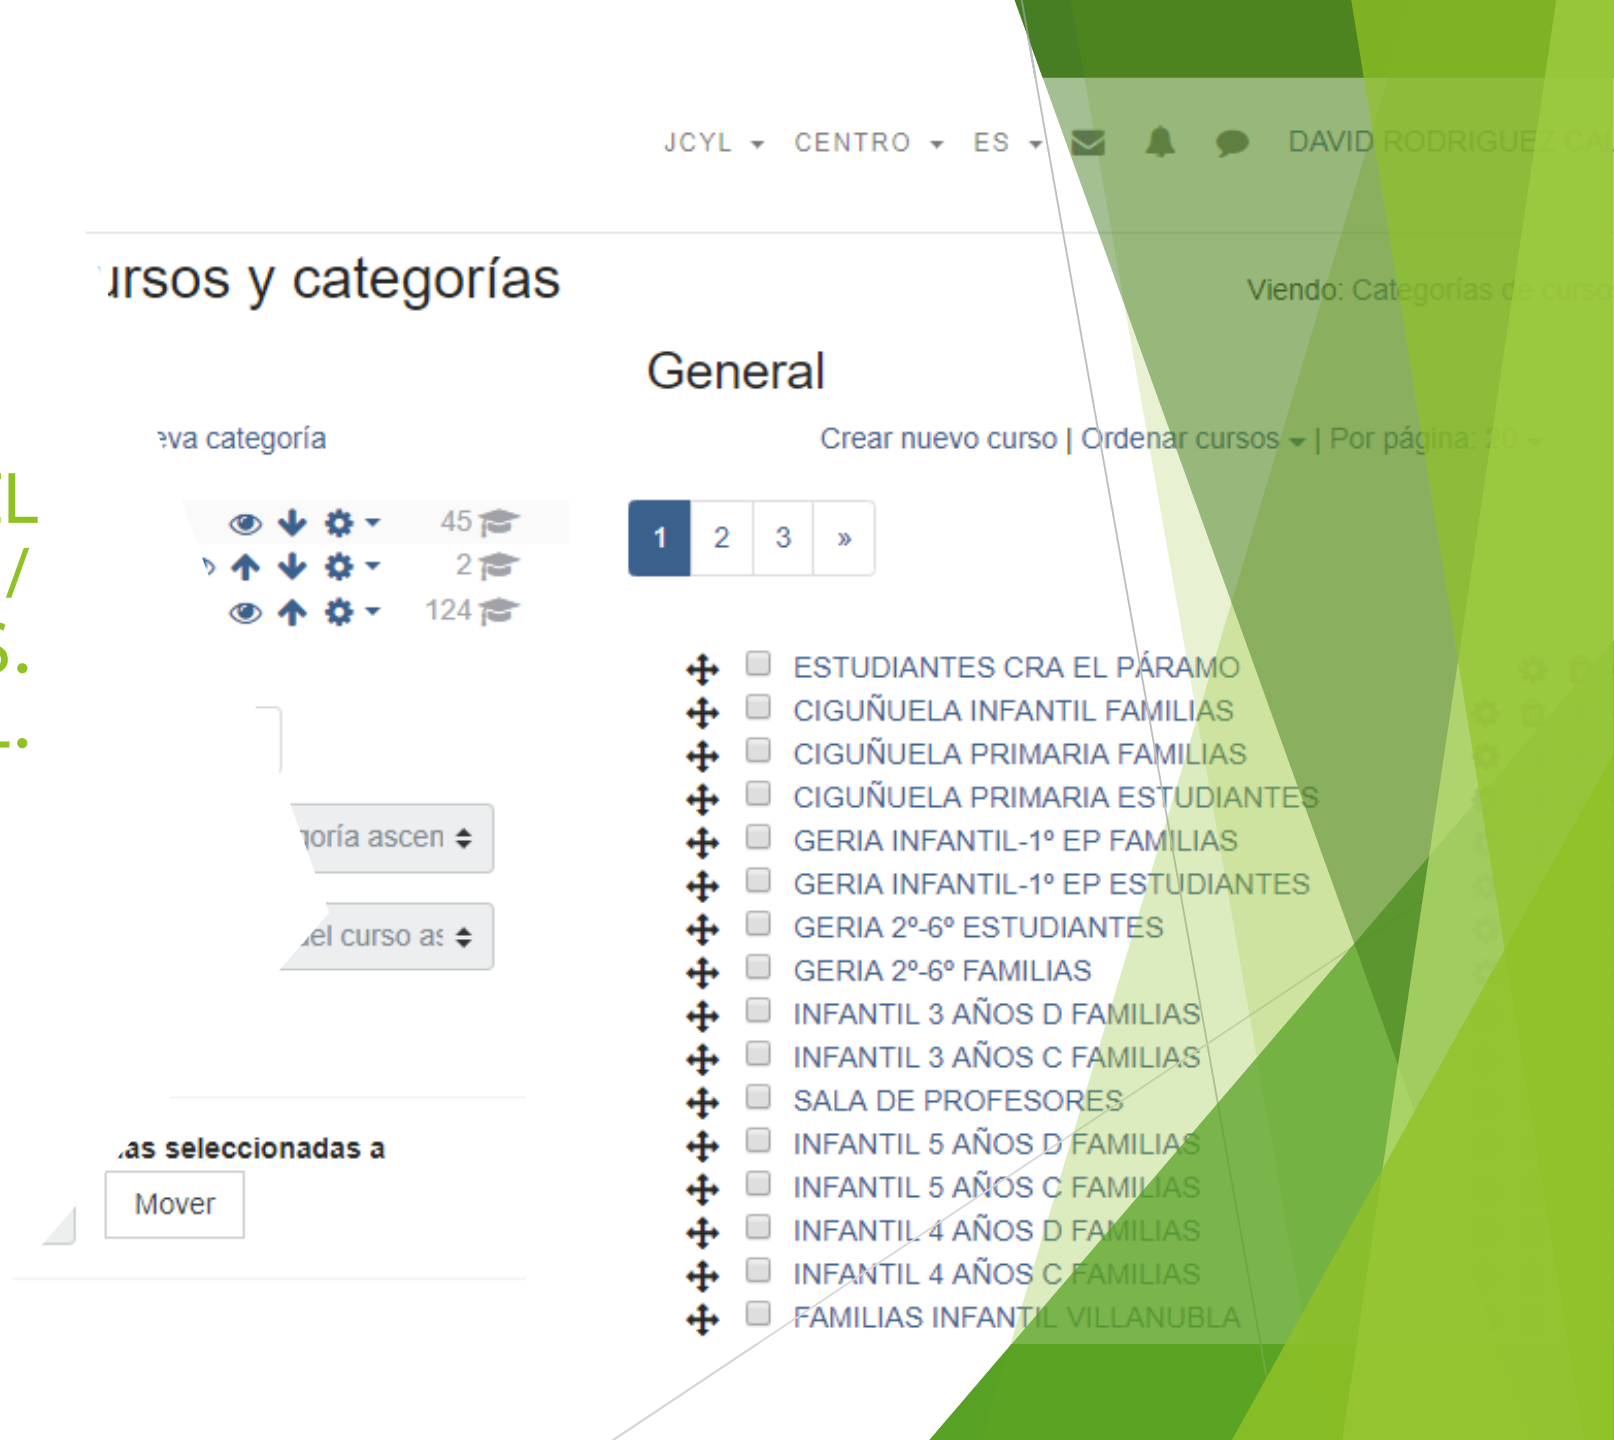 JCYL CENTRO ES DAVID RODRIGUEZ
ursos y categorías
Viendo: Categorías de curso
General
eva categoría
Crear nuevo curso | Ordenar cursos | Por página: 20
EL
/
S.
L.
45
2
124
1 2 3 »
goría ascen
del curso as
as seleccionadas a
Mover
ESTUDIANTES CRA EL PÁRAMO
CIGUÑUELA INFANTIL FAMILIAS
CIGUÑUELA PRIMARIA FAMILIAS
CIGUÑUELA PRIMARIA ESTUDIANTES
GERIA INFANTIL-1º EP FAMILIAS
GERIA INFANTIL-1º EP ESTUDIANTES
GERIA 2º-6º ESTUDIANTES
GERIA 2º-6º FAMILIAS
INFANTIL 3 AÑOS D FAMILIAS
INFANTIL 3 AÑOS C FAMILIAS
SALA DE PROFESORES
INFANTIL 5 AÑOS D FAMILIAS
INFANTIL 5 AÑOS C FAMILIAS
INFANTIL 4 AÑOS D FAMILIAS
INFANTIL 4 AÑOS C FAMILIAS
FAMILIAS INFANTIL VILLANUBLA